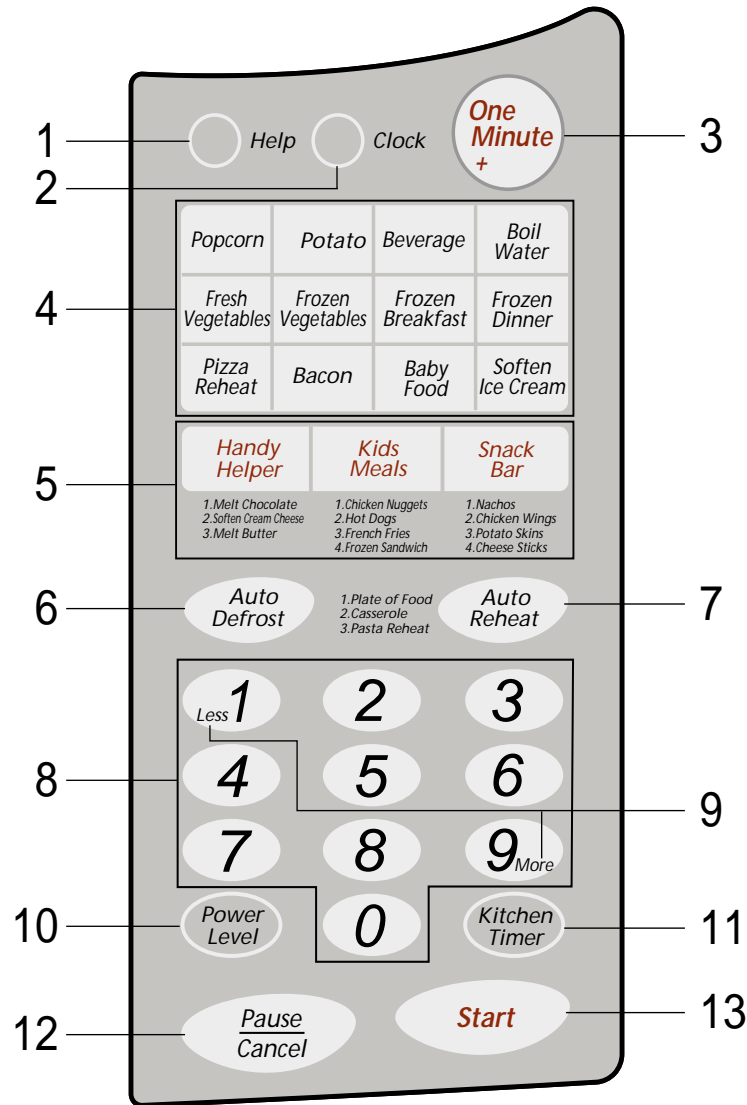 One
Minute
+
1 Help Clock 3
2
Popcorn Potato Beverage Boil
Water
4
Fresh
Vegetables Frozen
Vegetables Frozen
Breakfast Frozen
Dinner
Pizza
Reheat Bacon Baby
Food Soften
Ice Cream
5
Handy
Helper
Kids
Meals
Snack
Bar
1.Melt Chocolate
2.Soften Cream Cheese
3.Melt Butter
1.Chicken Nuggets
2.Hot Dogs
3.French Fries
4.Frozen Sandwich
1.Nachos
2.Chicken Wings
3.Potato Skins
4.Cheese Sticks
6
Auto
Defrost
1.Plate of Food
2.Casserole
3.Pasta Reheat
Auto
Reheat
7
Less 1 2 3
8
4 5 6
9
7 8 9 More
10
Power
Level
0
Kitchen
Timer
11
12
Pause
Cancel
Start
13